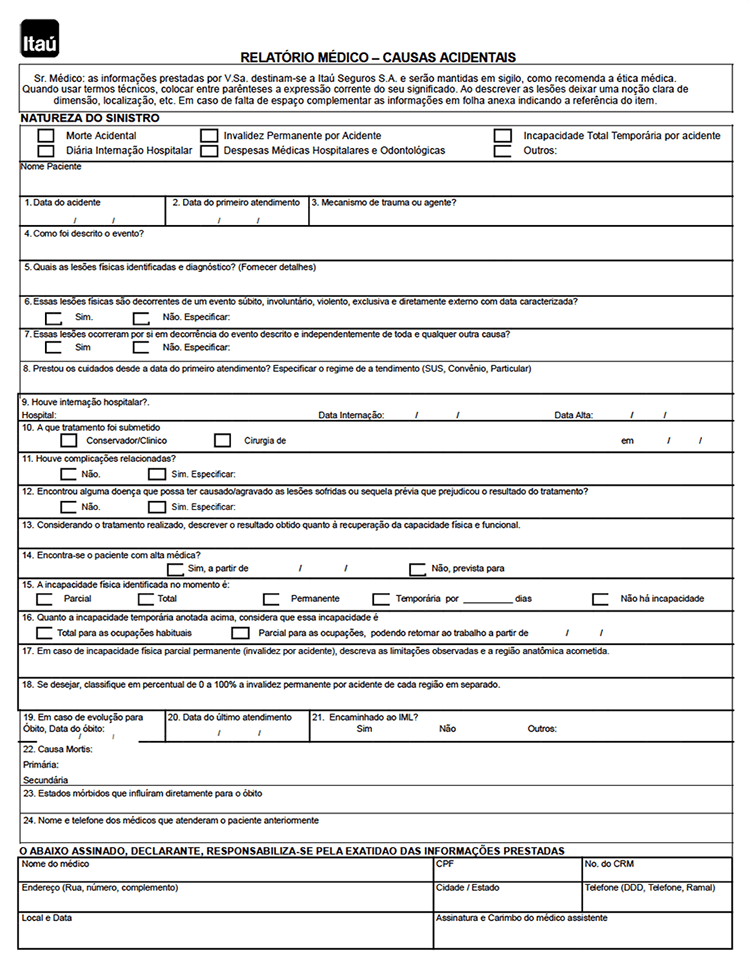 Itaú
RELATÓRIO MÉDICO – CAUSAS ACIDENTAIS
Sr. Médico: as informações prestadas por V.Sa. destinam-se a Itaú Seguros S.A. e serão mantidas em sigilo, como recomenda a ética médica.
Quando usar termos técnicos, colocar entre parênteses a expressão corrente do seu significado. Ao descrever as lesões deixar uma noção clara de
dimensão, localização, etc. Em caso de falta de espaço complementar as informações em folha anexa indicando a referência do item.
NATUREZA DO SINISTRO
Morte Acidental Invalidez Permanente por Acidente Incapacidade Total Temporária por acidente
Diária Internação Hospitalar Despesas Médicas Hospitalares e Odontológicas Outros:
Nome Paciente
1. Data do acidente 2. Data do primeiro atendimento 3. Mecanismo de trauma ou agente?
/ / / /
4. Como foi descrito o evento?
5. Quais as lesões físicas identificadas e diagnóstico? (Fornecer detalhes)
6. Essas lesões físicas são decorrentes de um evento súbito, involuntário, violento, exclusiva e diretamente externo com data caracterizada?
Sim. Não. Especificar:
7. Essas lesões ocorreram por si em decorrência do evento descrito e independentemente de toda e qualquer outra causa?
Sim Não. Especificar:
8. Prestou os cuidados desde a data do primeiro atendimento? Especificar o regime de a tendimento (SUS, Convênio, Particular)
9. Houve internação hospitalar?.
Hospital: Data Internação: / / Data Alta: / /
10. A que tratamento foi submetido
Conservador/Clinico Cirurgia de em / /
11. Houve complicações relacionadas?
Não. Sim. Especificar:
12. Encontrou alguma doença que possa ter causado/agravado as lesões sofridas ou sequela prévia que prejudicou o resultado do tratamento?
Não. Sim. Especificar:
13. Considerando o tratamento realizado, descrever o resultado obtido quanto à recuperação da capacidade física e funcional.
14. Encontra-se o paciente com alta médica?
Sim, a partir de / / Não, prevista para
15. A incapacidade física identificada no momento é:
Parcial Total Permanente Temporária por __________ dias Não há incapacidade
16. Quanto a incapacidade temporária anotada acima, considera que essa incapacidade é
Total para as ocupações habituais Parcial para as ocupações, podendo retornar ao trabalho a partir de / /
17. Em caso de incapacidade física parcial permanente (invalidez por acidente), descreva as limitações observadas e a região anatômica acometida.
18. Se desejar, classifique em percentual de 0 a 100% a invalidez permanente por acidente de cada região em separado.
19. Em caso de evolução para 20. Data do último atendimento 21. Encaminhado ao IML?
Óbito, Data do óbito: / / / / Sim Não Outros:
22. Causa Mortis:
Primária:
Secundária
23. Estados mórbidos que influíram diretamente para o óbito
24. Nome e telefone dos médicos que atenderam o paciente anteriormente
O ABAIXO ASSINADO, DECLARANTE, RESPONSABILIZA-SE PELA EXATIDAO DAS INFORMAÇÕES PRESTADAS
Nome do médico CPF No. do CRM
Endereço (Rua, número, complemento) Cidade / Estado Telefone (DDD, Telefone, Ramal)
Local e Data Assinatura e Carimbo do médico assistente